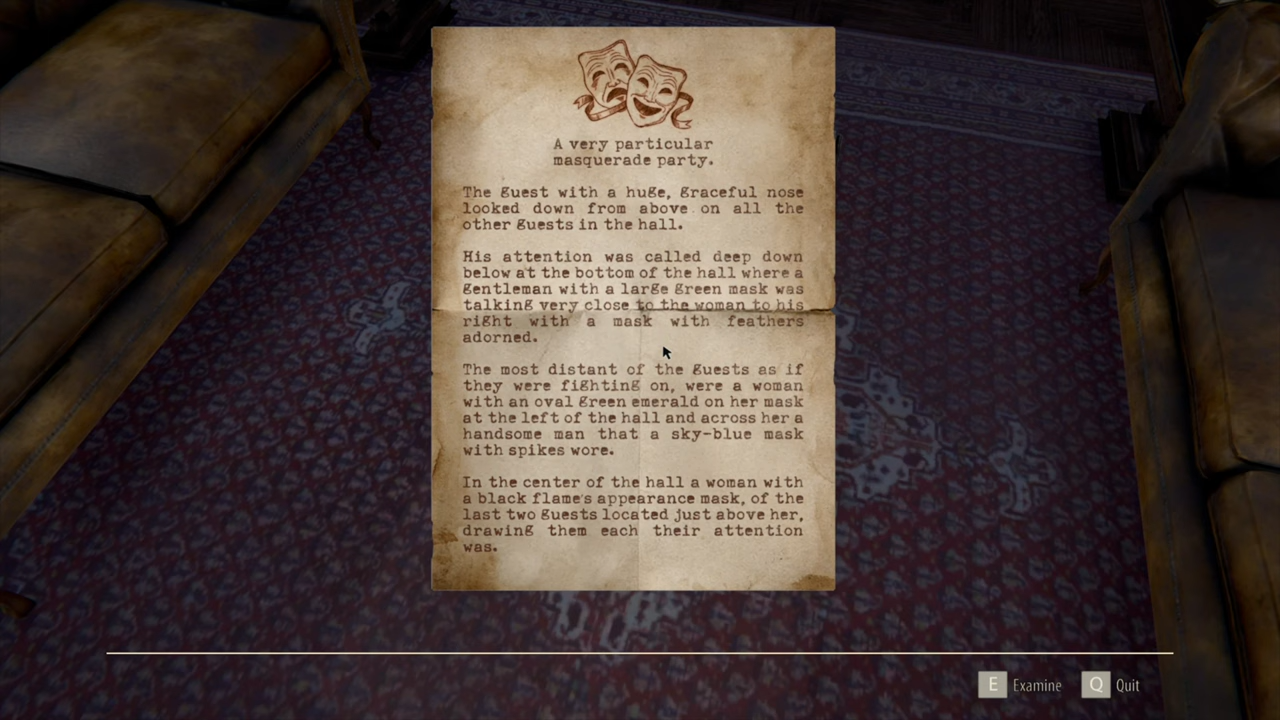 A very particular
masquerade party.
The guest with a huge, graceful nose
looked down from above on all the
other guests in the hall.
His attention was called deep down
below at the bottom of the hall where a
gentleman with a large green mask was
talking very close to the woman to his
right with a mask with feathers
adorned.
The most distant of the guests as if
they were fighting on, were a woman
with an oval green emerald on her mask
at the left of the hall and across her a
handsome man that a sky-blue mask
with spikes wore.
In the center of the hall a woman with
a black flame's appearance mask, of the
last two guests located just above her,
drawing them each their attention
was.
E Examine Q Quit